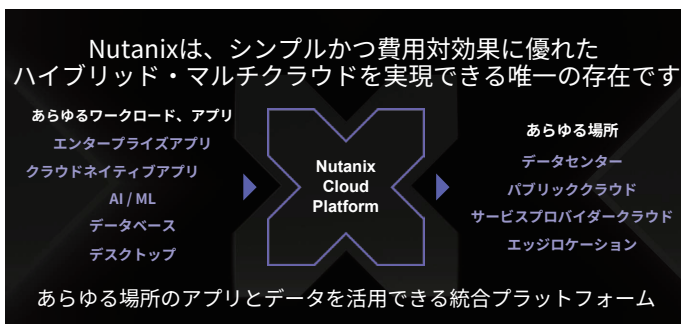 Nutanixは、シンプルかつ費用対効果に優れた
ハイブリッド・マルチクラウドを実現できる唯一の存在です
あらゆるワークロード、アプリ
エンタープライズアプリ
クラウドネイティブアプリ
AI / ML
データベース
デスクトップ
Nutanix
Cloud
Platform
あらゆる場所
データセンター
パブリッククラウド
サービスプロバイダークラウド
エッジロケーション
あらゆる場所のアプリとデータを活用できる統合プラットフォーム